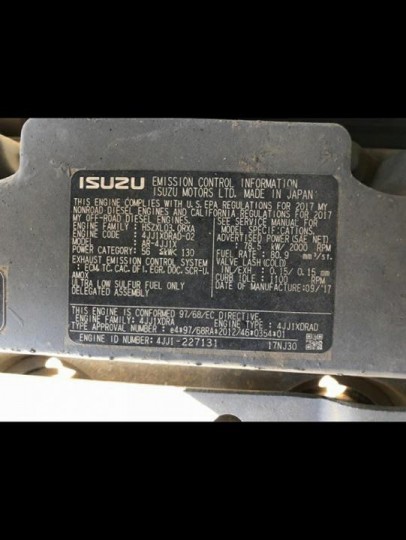 ISUZU EMISSION CONTROL INFORMATION
ISUZU MOTORS LTD. MADE IN JAPAN
THIS ENGINE COMPLIES WITH U.S. EPA REGULATIONS FOR 2017 MY
NONROAD DIESEL ENGINES AND CALIFORNIA REGULATIONS FOR 2017
MY OFF-ROAD DIESEL ENGINES. SEE SERVICE MANUAL FOR
ENGINE FAMILY: HSZXL03.0RXA MODEL SPECIFICATIONS.
ENGINE CODE: 4JJ1XDRAD-02 ADVERTISED POWER (SAE NET)
MODEL: AR-4JJ1X : 78.5 kW/ 2000 RPM
POWER CATEGORY: 56 ≤kW< 130 FUEL RATE: 80.9 mm³/st.
EXHAUST EMISSION CONTROL SYSTEM VALVE LASH(COLD)
: ECM,TC,CAC,DFI,EGR,DOC,SCR-U, INL/EXH : 0.15/ 0.15 mm
AMOX
ULTRA LOW SULFUR FUEL ONLY DATE OF MANUFACTURE:09/'17
DELEGATED ASSEMBLY
THIS ENGINE IS CONFORMED 97/68/EC DIRECTIVE.
ENGINE FAMILY: 4JJ1XDRA ENGINE TYPE: 4JJ1XDRAD
TYPE APPROVAL NUMBER: e4*97/68RA*2012/46*0354*01
ENGINE ID NUMBER: 4JJ1-227131 17NJ30